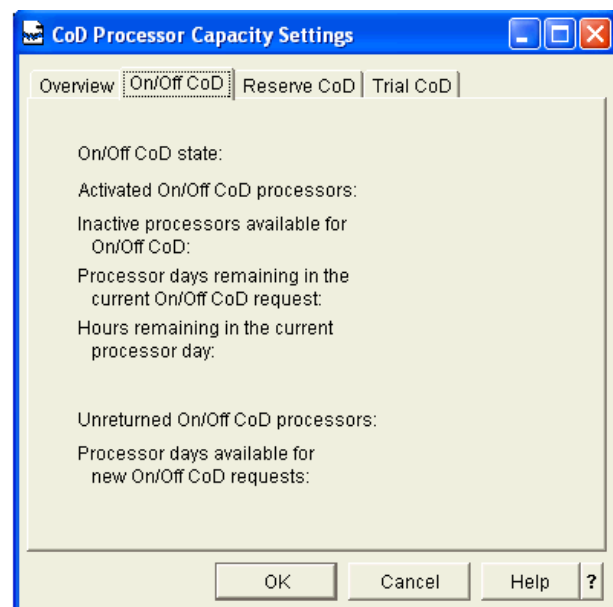 CoD Processor Capacity Settings
Overview On/Off CoD Reserve CoD Trial CoD
On/Off CoD state:
Activated On/Off CoD processors:
Inactive processors available for
On/Off CoD:
Processor days remaining in the
current On/Off CoD request:
Hours remaining in the current
processor day:
Unreturned On/Off CoD processors:
Processor days available for
new On/Off CoD requests:
OK Cancel Help ?